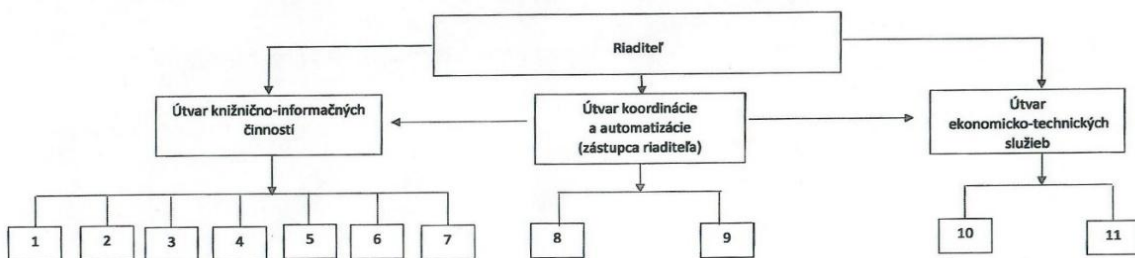 Riaditeľ
Útvar knižnično-informačných
činností
Útvar koordinácie
a automatizácie
(zástupca riaditeľa)
Útvar
ekonomicko-technických
služieb
1
2
3
4
5
6
7
8
9
10
11